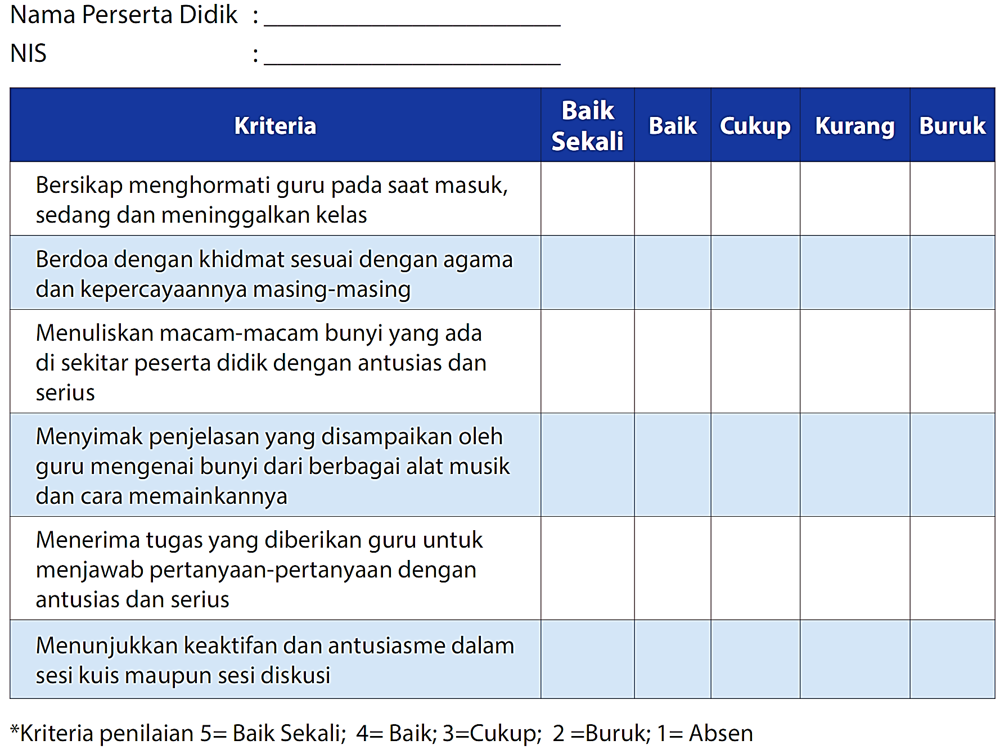 Nama Perserta Didik : ________________________
NIS : ________________________
Kriteria Baik Sekali Baik Cukup Kurang Buruk
Bersikap menghormati guru pada saat masuk,
sedang dan meninggalkan kelas
Berdoa dengan khidmat sesuai dengan agama
dan kepercayaannya masing-masing
Menuliskan macam-macam bunyi yang ada
di sekitar peserta didik dengan antusias dan
serius
Menyimak penjelasan yang disampaikan oleh
guru mengenai bunyi dari berbagai alat musik
dan cara memainkannya
Menerima tugas yang diberikan guru untuk
menjawab pertanyaan-pertanyaan dengan
antusias dan serius
Menunjukkan keaktifan dan antusiasme dalam
sesi kuis maupun sesi diskusi
*Kriteria penilaian 5= Baik Sekali; 4= Baik; 3=Cukup; 2 =Buruk; 1= Absen